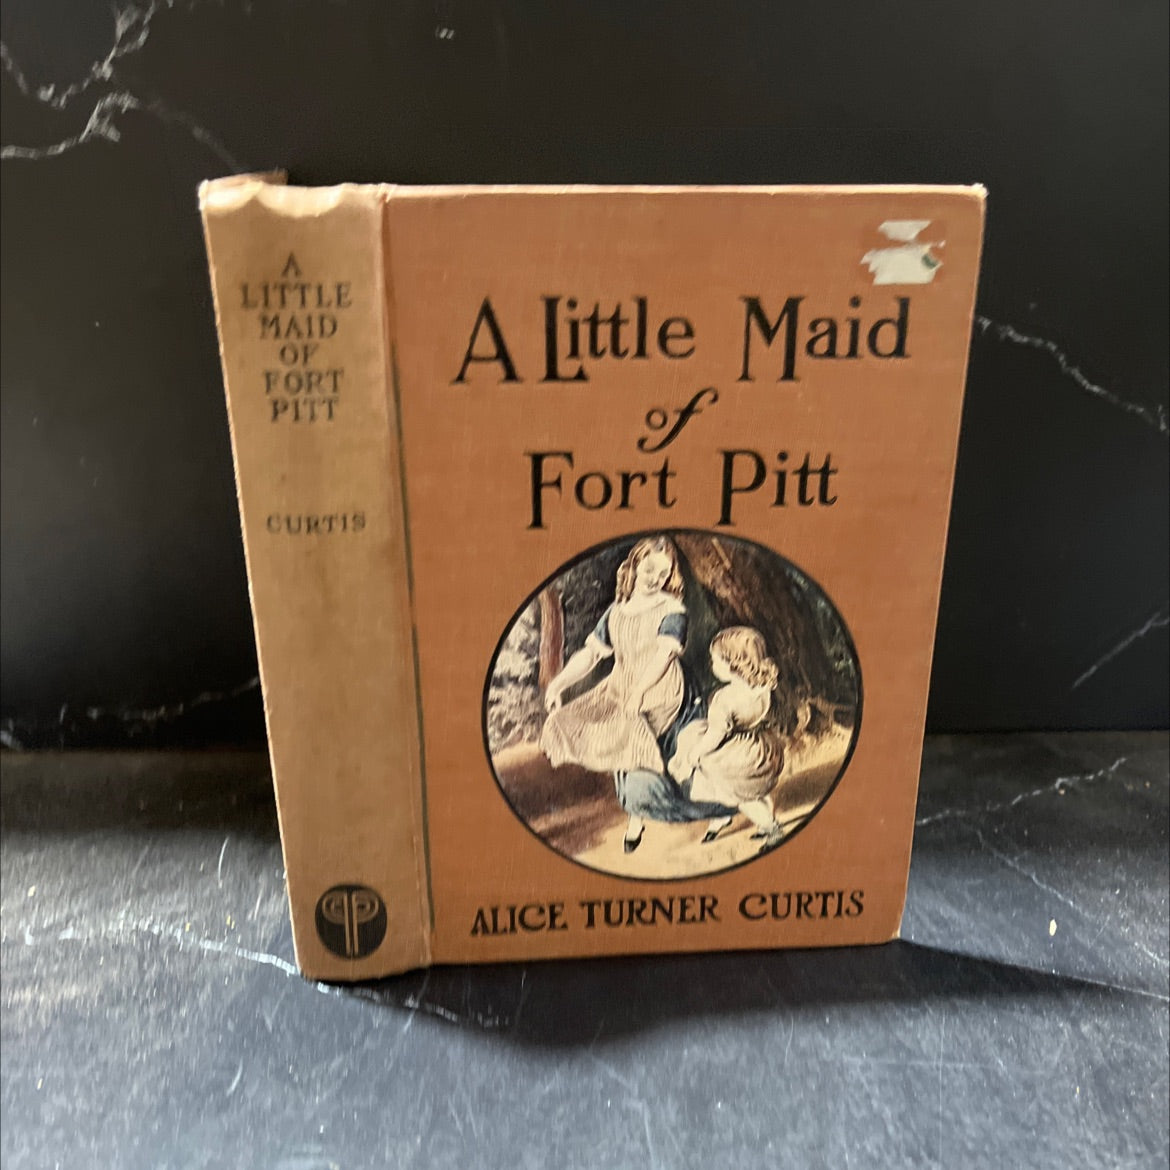 A
LITTLE
MAID
OF
FORT
PITT
CURTIS
A Little Maid
of
Fort Pitt
ALICE TURNER CURTIS